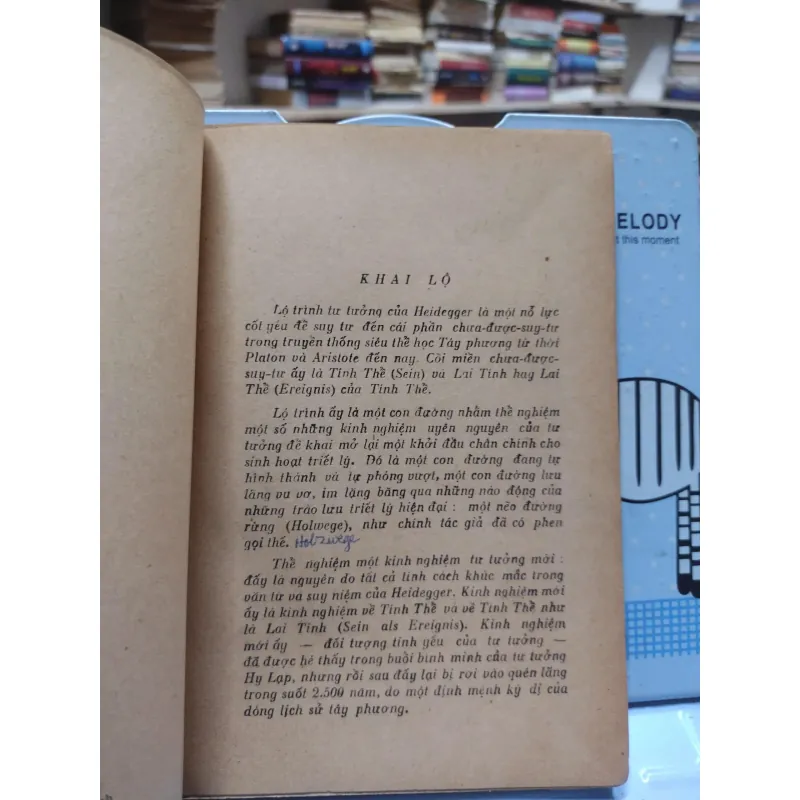 KHAI LỘ
Lộ trình tư tưởng của Heidegger là một nỗ lực
cốt yếu để suy tư đến cái phần chưa-được-suy-tư
trong truyền thống siêu thể học Tây phương từ thời
Platon và Aristote đến nay. Cõi miền chưa-được-
suy-tư ấy là Tính Thể (Sein) và Lai Tính hay Lai
Thể (Ereignis) của Tính Thể.
Lộ trình ấy là một con đường nhằm thể nghiệm
một số những kinh nghiệm uyên nguyên của tư
tưởng để khai mở lại một khởi đầu chân chính cho
sinh hoạt triết lý. Đó là một con đường đang tự
hình thành và tự phóng vượt, một con đường lưu
lãng vu vơ, im lặng băng qua những náo động của
những trào lưu triết lý hiện đại : một nẻo đường
rừng (Holwege), như chính tác giả đã có phen
gọi thế. Holzwege
Thể nghiệm một kinh nghiệm tư tưởng mới :
đấy là nguyên do tất cả tính cách khúc mắc trong
văn từ và suy niệm của Heidegger. Kinh nghiệm mới
ấy là kinh nghiệm về Tính Thể và về Tính Thể như
là Lai Tính (Sein als Ereignis). Kinh nghiệm
mới ấy — đối tượng tính yếu của tư tưởng —
đã được hé thấy trong buổi bình minh của tư tưởng
Hy Lạp, nhưng rồi sau đấy lại bị rơi vào quên lãng
trong suốt 2.500 năm, do một định mệnh kỳ dị của
dòng lịch sử tây phương.
ELODY
this moment